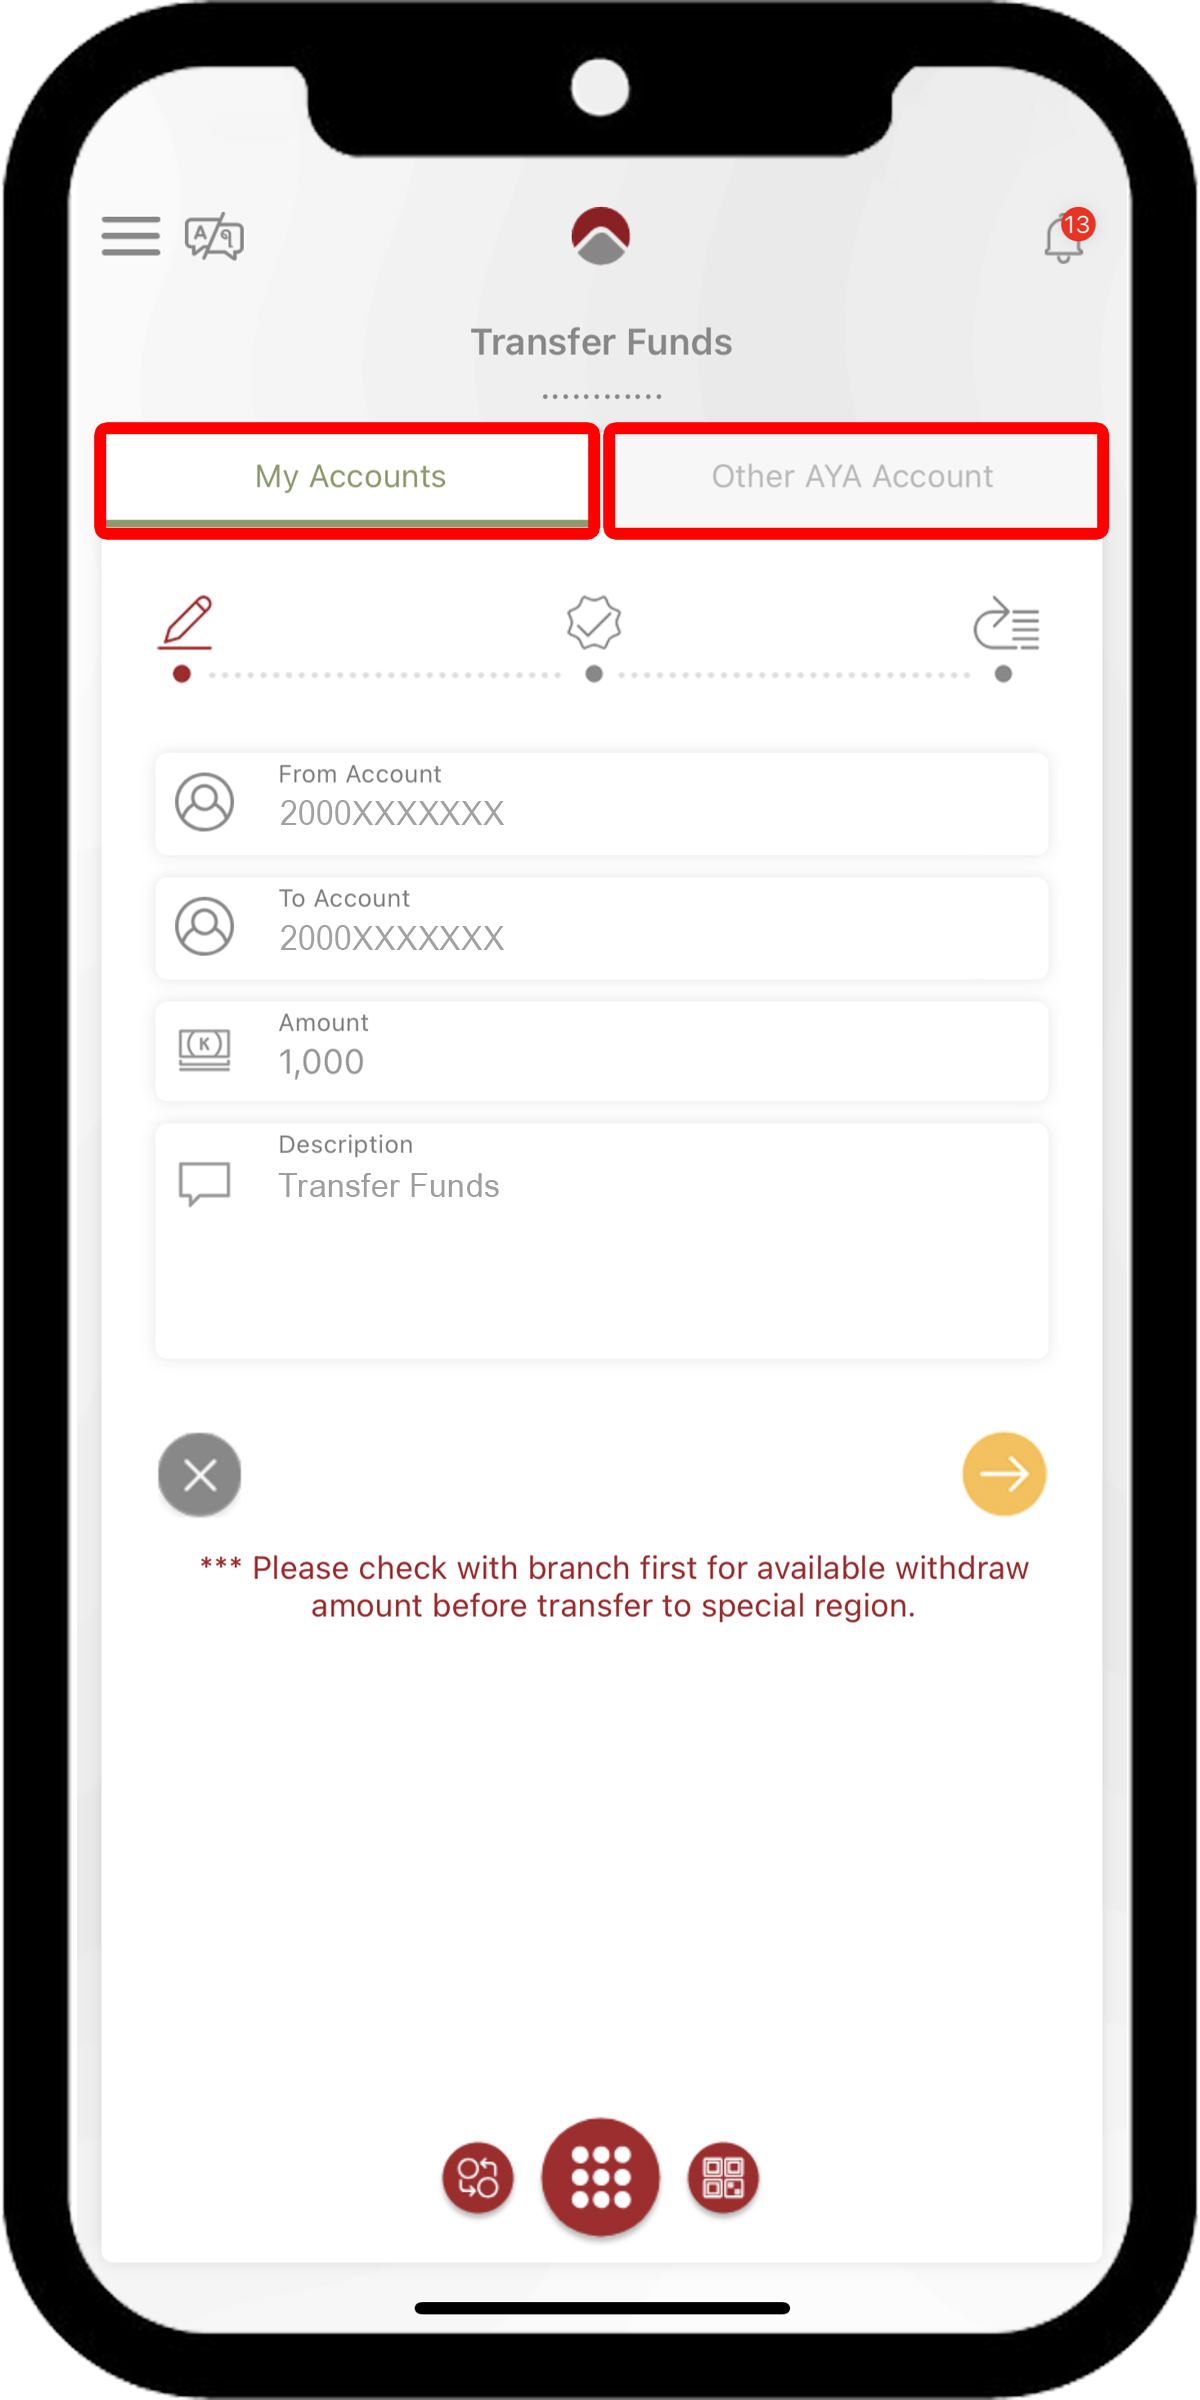 13
Transfer Funds
My Accounts
Other AYA Account
From Account
2000XXXXXXX
To Account
2000XXXXXXX
Amount
1,000
Description
Transfer Funds
*** Please check with branch first for available withdraw
amount before transfer to special region.